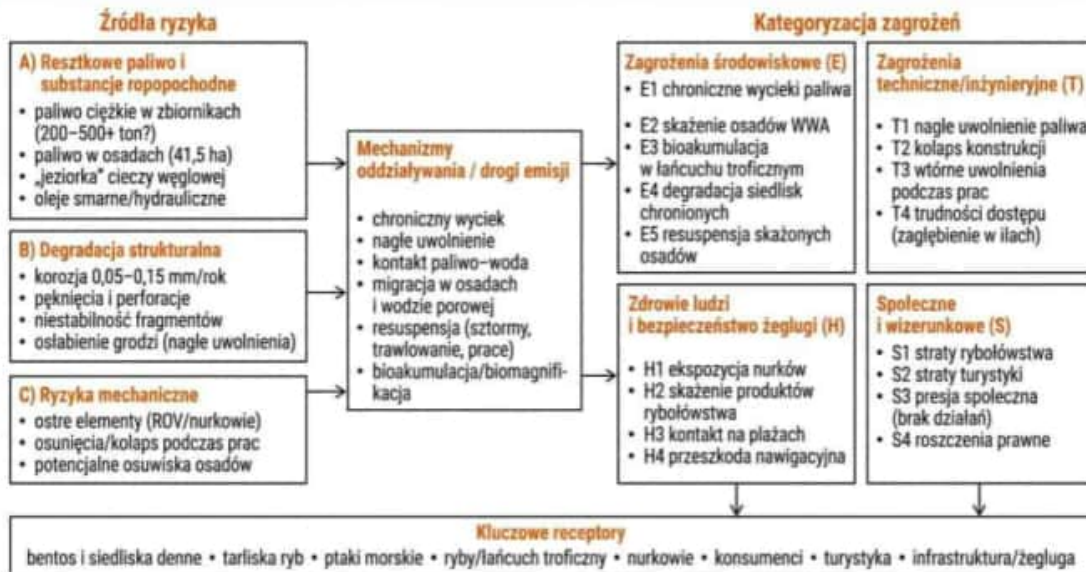 Źródła ryzyka
A) Resztkowe paliwo i
substancje ropopochodne
• paliwo ciężkie w zbiornikach
(200–500+ ton?)
• paliwo w osadach (41,5 ha)
• „jeziorka” cieczy węglowej
• oleje smarne/hydrauliczne
B) Degradacja strukturalna
• korozja 0,05–0,15 mm/rok
• pęknięcia i perforacje
• niestabilność fragmentów
• osłabienie grodzi (nagłe uwolnienia)
C) Ryzyka mechaniczne
• ostre elementy (ROV/nurkowie)
• osunięcia/kolaps podczas prac
• potencjalne osuwiska osadów
Mechanizmy
oddziaływania / drogi emisji
• chroniczny wyciek
• nagłe uwolnienie
• kontakt paliwo–woda
• migracja w osadach
i wodzie porowej
• resuspensja (sztormy,
trawlowanie, prace)
• bioakumulacja/biomagnifi-
kacja
Kategoryzacja zagrożeń
Zagrożenia środowiskowe (E)
• E1 chroniczne wycieki paliwa
• E2 skażenie osadów WWA
• E3 bioakumulacja
w łańcuchu troficznym
• E4 degradacja siedlisk
chronionych
• E5 resuspensja skażonych
osadów
Zagrożenia
techniczne/inżynieryjne (T)
• T1 nagłe uwolnienie paliwa
• T2 kolaps konstrukcji
• T3 wtórne uwolnienia
podczas prac
• T4 trudności dostępu
(zagłębienie w ilach)
Zdrowie ludzi
i bezpieczeństwo żeglugi (H)
• H1 ekspozycja nurków
• H2 skażenie produktów
rybołówstwa
• H3 kontakt na plażach
• H4 przeszkoda nawigacyjna
Społeczne
i wizerunkowe (S)
• S1 straty rybołówstwa
• S2 straty turystyki
• S3 presja społeczna
(brak działań)
• S4 roszczenia prawne
Kluczowe receptory
bentos i siedliska denne • tarliska ryb • ptaki morskie • ryby/łańcuch troficzny • nurkowie • konsumenci • turystyka • infrastruktura/żegluga